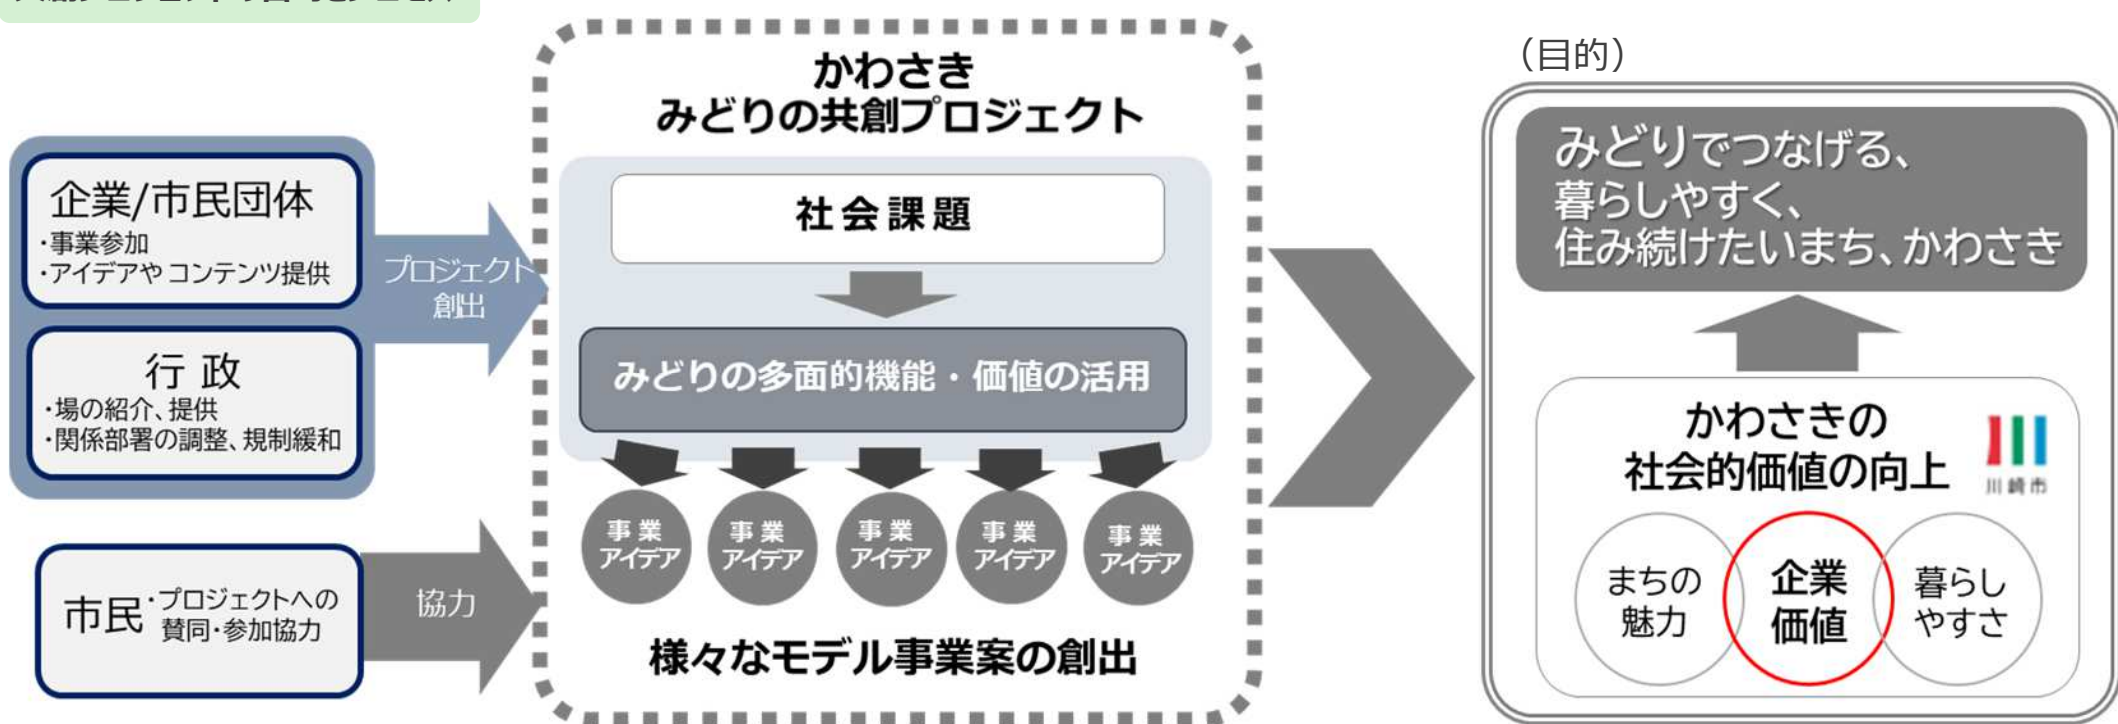 (目的)
かわさき
みどりの共創プロジェクト
企業/市民団体
・事業参加
・アイデアやコンテンツ提供
行政
・場の紹介、提供
・関係部署の調整、規制緩和
プロジェクト
創出
市民
・プロジェクトへの
賛同・参加協力
協力
社会課題
みどりの多面的機能・価値の活用
事業
アイデア
事業
アイデア
事業
アイデア
事業
アイデア
事業
アイデア
様々なモデル事業案の創出
みどりでつなげる、
暮らしやすく、
住み続けたいまち、かわさき
かわさきの
社会的価値の向上
川崎市
まちの
魅力
企業
価値
暮らし
やすさ